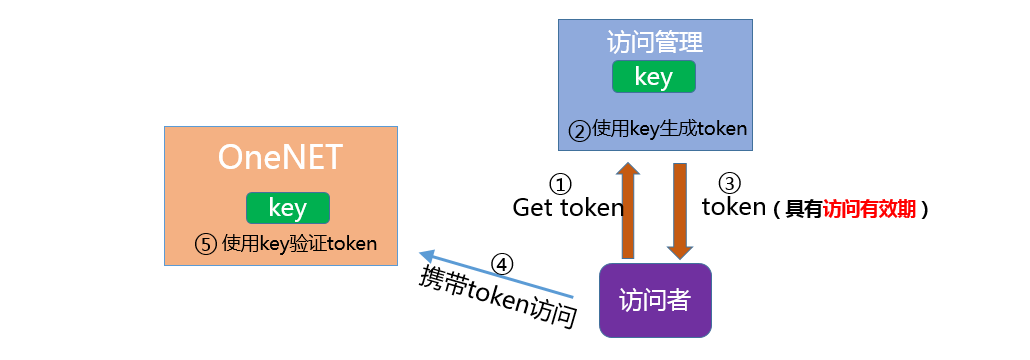 访问管理
key
②使用key生成token
OneNET
key
⑤ 使用key验证token
①
Get token
③
token（具有访问有效期）
④
携带token访问
访问者